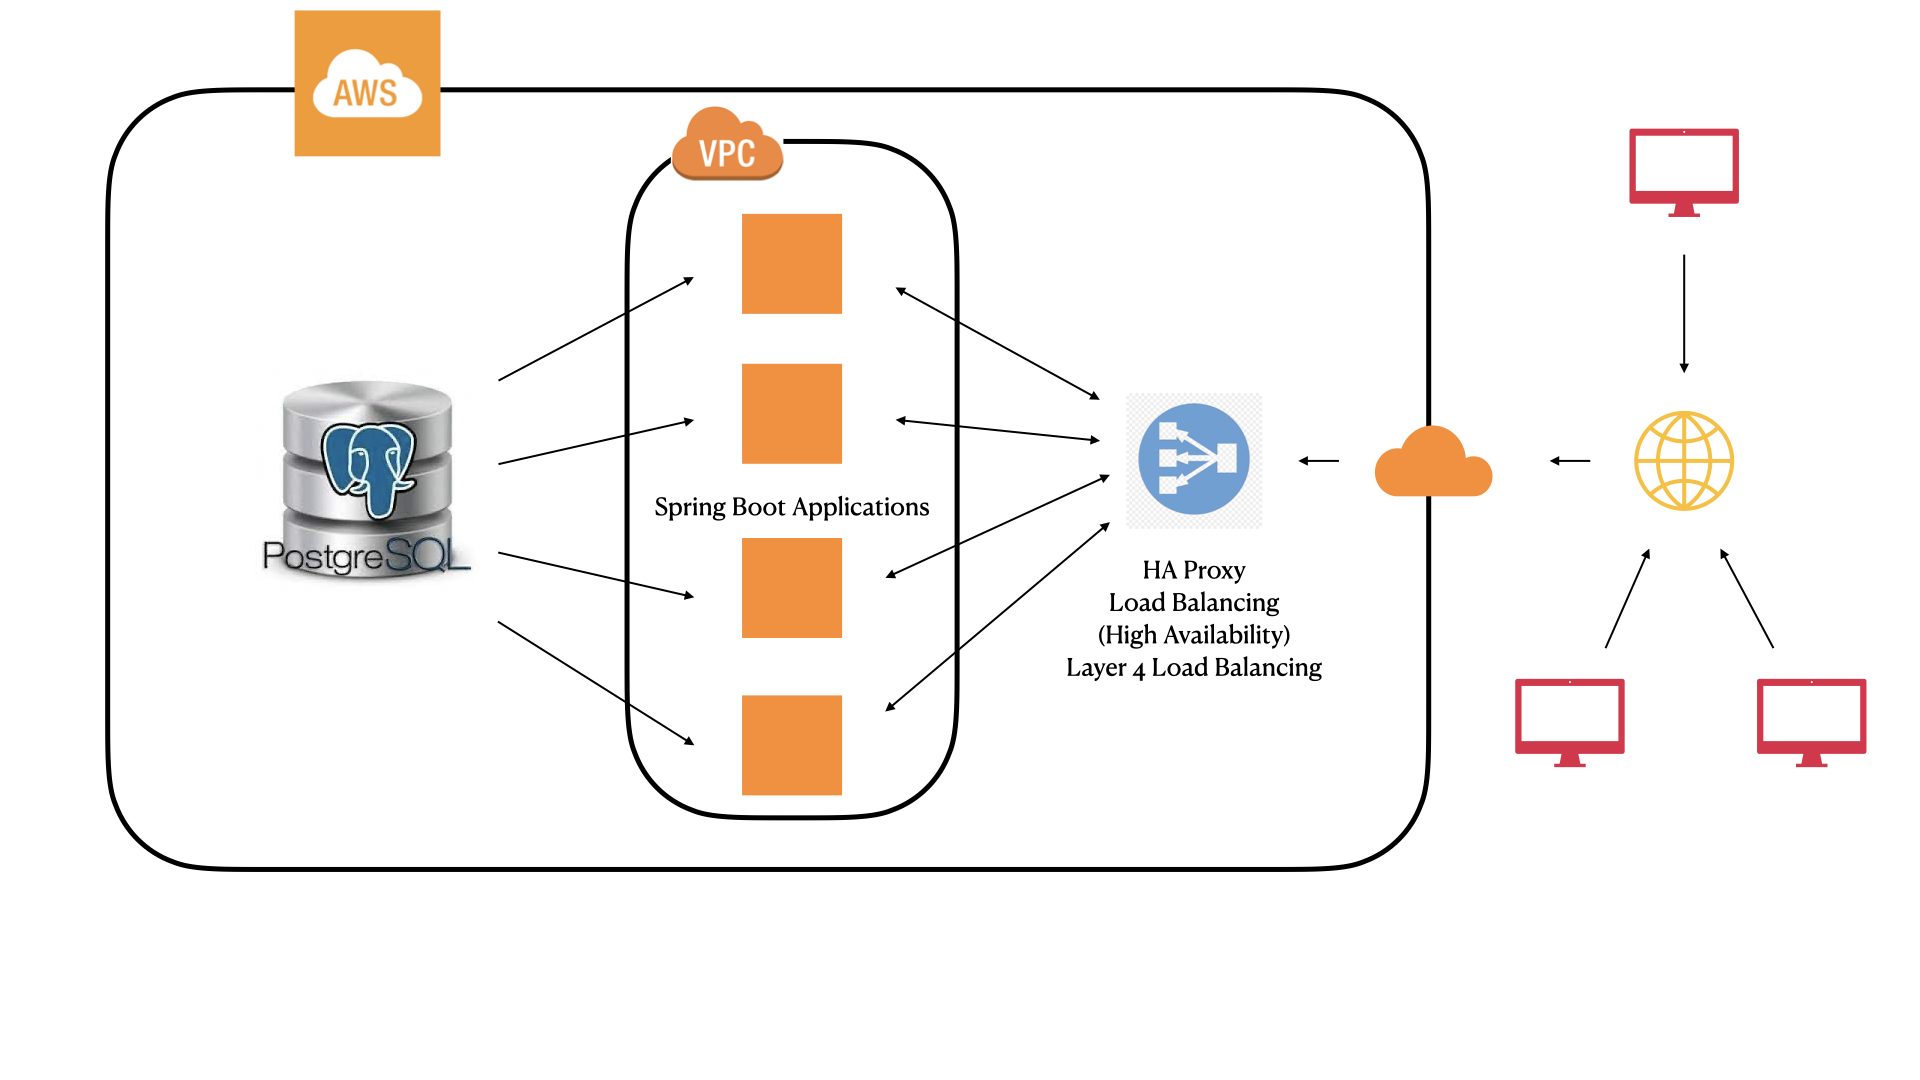 AWS
VPC
Spring Boot Applications
PostgreSQL
HA Proxy
Load Balancing
(High Availability)
Layer 4 Load Balancing